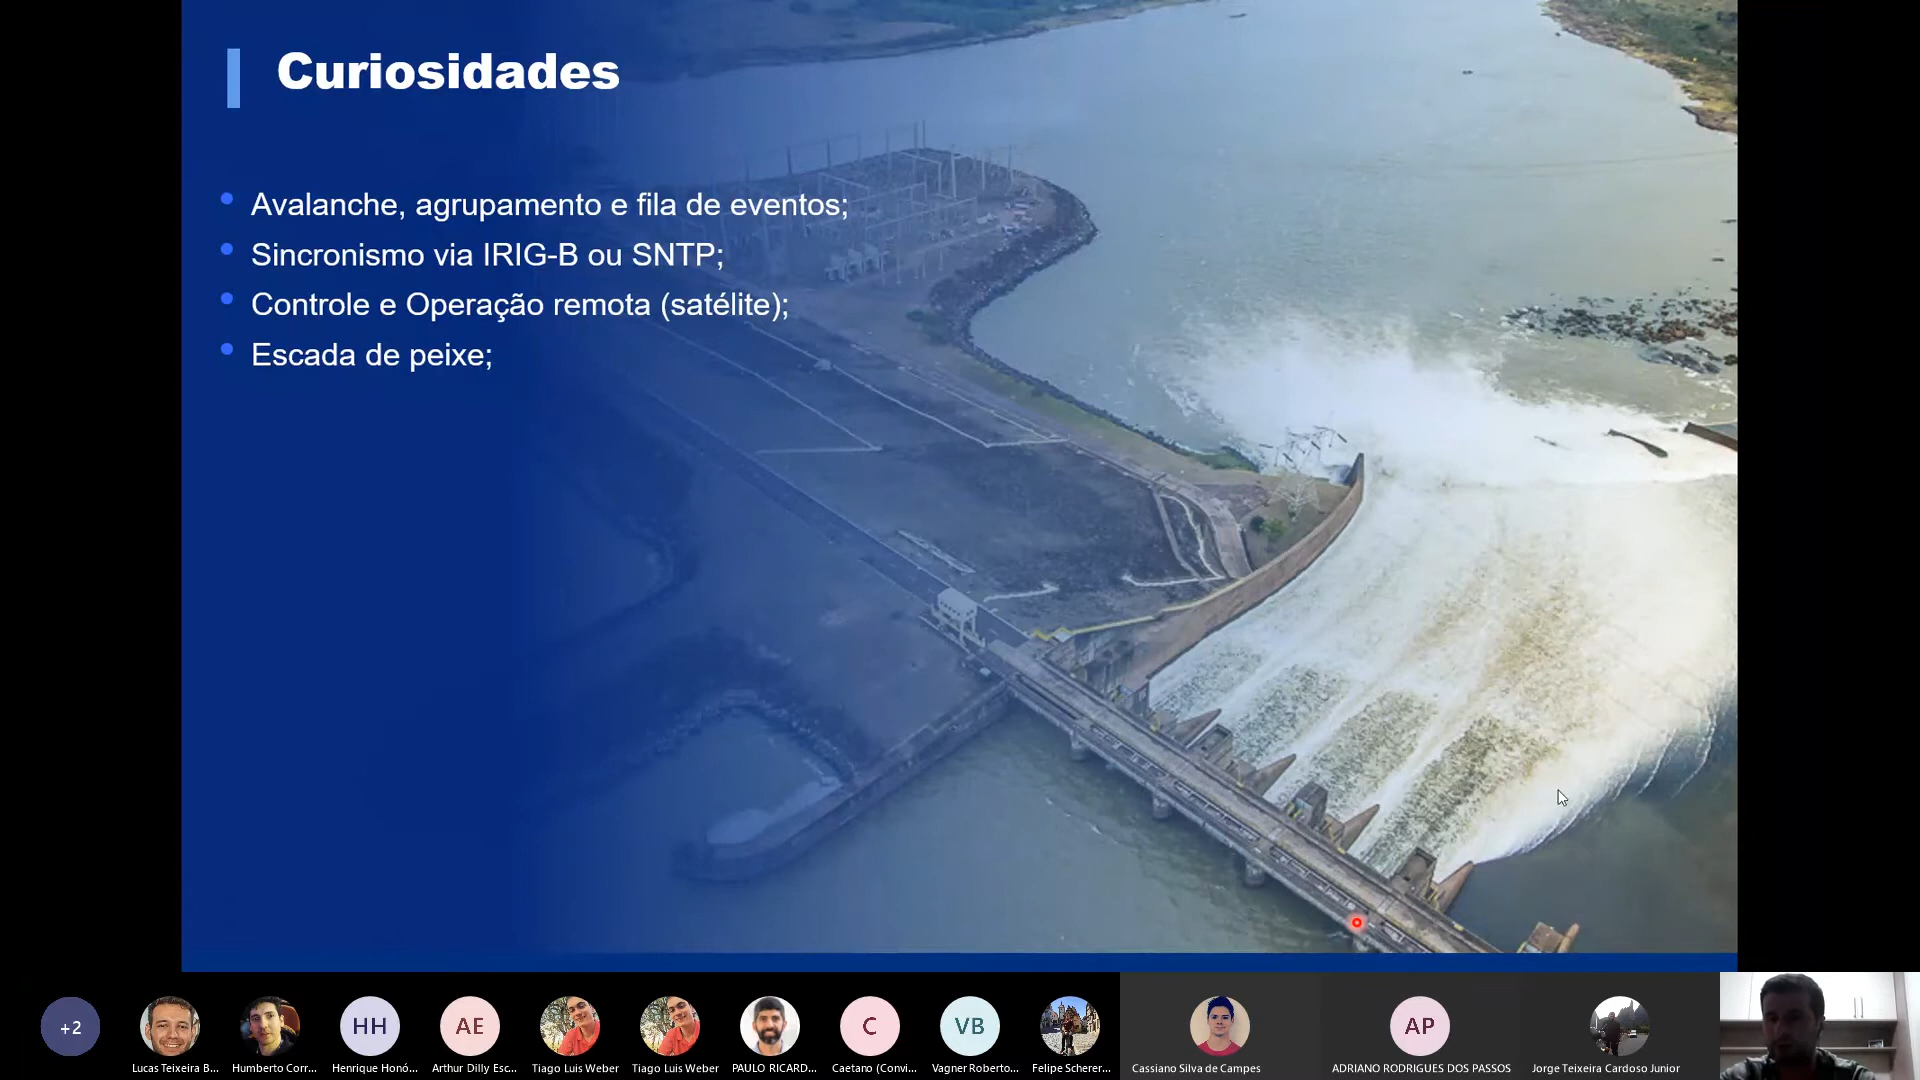 Curiosidades
Avalanche, agrupamento e fila de eventos;
Sincronismo via IRIG-B ou SNTP;
Controle e Operação remota (satélite);
Escada de peixe;
+2
HH
AE
C
VB
AP
Lucas Teixeira B...
Humberto Corr...
Henrique Honó...
Arthur Dilly Esc...
Tiago Luis Weber
Tiago Luis Weber
PAULO RICARD...
Caetano (Convi...
Vagner Roberto...
Felipe Scherer...
Cassiano Silva de Campes
ADRIANO RODRIGUES DOS PASSOS
Jorge Teixeira Cardoso Junior